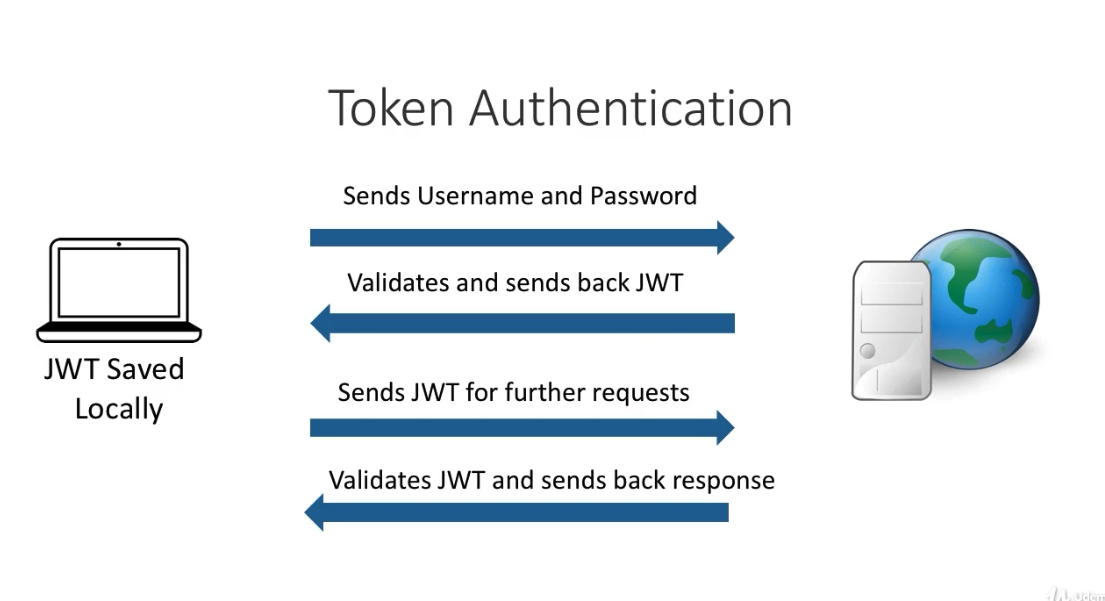 Token Authentication
Sends Username and Password
Validates and sends back JWT
JWT Saved
Locally
Sends JWT for further requests
Validates JWT and sends back response